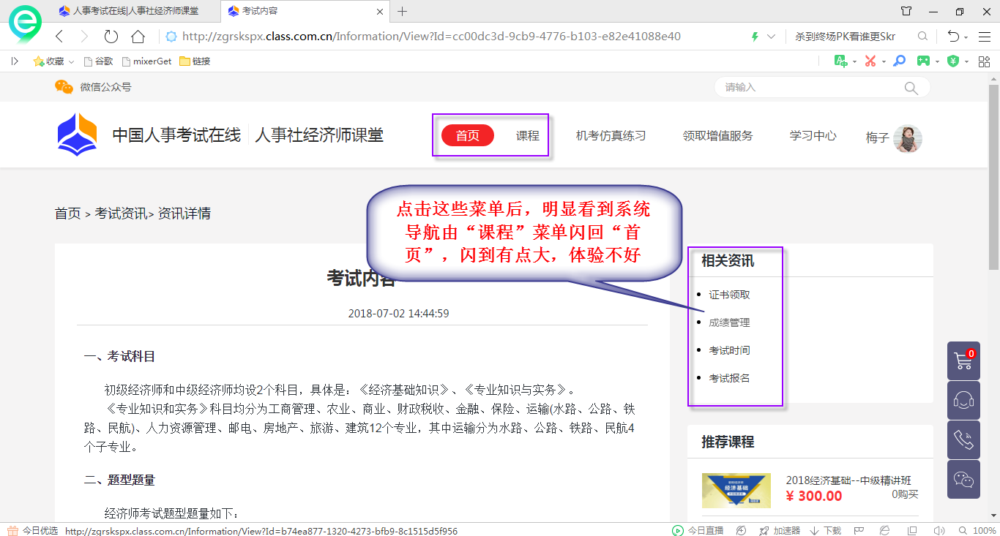 人事考试在线|人事社经济师课堂
考试内容
http://zgrskspx.class.com.cn/Information/View?Id=cc00dc3d-9cb9-4776-b103-e82e41088e40
杀到终场PK看谁更Skr
收藏 谷歌 mixerGet 链接
微信公众号
请输入
中国人事考试在线 人事社经济师课堂
首页 课程 机考仿真练习 领取增值服务 学习中心 梅子
点击这些菜单后，明显看到系统
导航由“课程”菜单闪回“首
页”，闪到有点大，体验不好
首页 > 考试资讯> 资讯详情
考试内容
2018-07-02 14:44:59
一、考试科目
初级经济师和中级经济师均设2个科目，具体是：《经济基础知识》、《专业知识与实务》。
《专业知识和实务》科目均分为工商管理、农业、商业、财政税收、金融、保险、运输(水路、公路、铁
路、民航)、人力资源管理、邮电、房地产、旅游、建筑12个专业，其中运输分为水路、公路、铁路、民航4
个子专业。
二、题型题量
经济师考试题型题量如下：
相关资讯
证书领取
成绩管理
考试时间
考试报名
0
推荐课程
经济基础
2018经济基础--中级精讲班
¥ 300.00
0购买
今日优选 http://zgrskspx.class.com.cn/Information/View?Id=b74ea877-1320-4273-bfb9-8c1515d5f956
今日直播 加速器 下载 100%